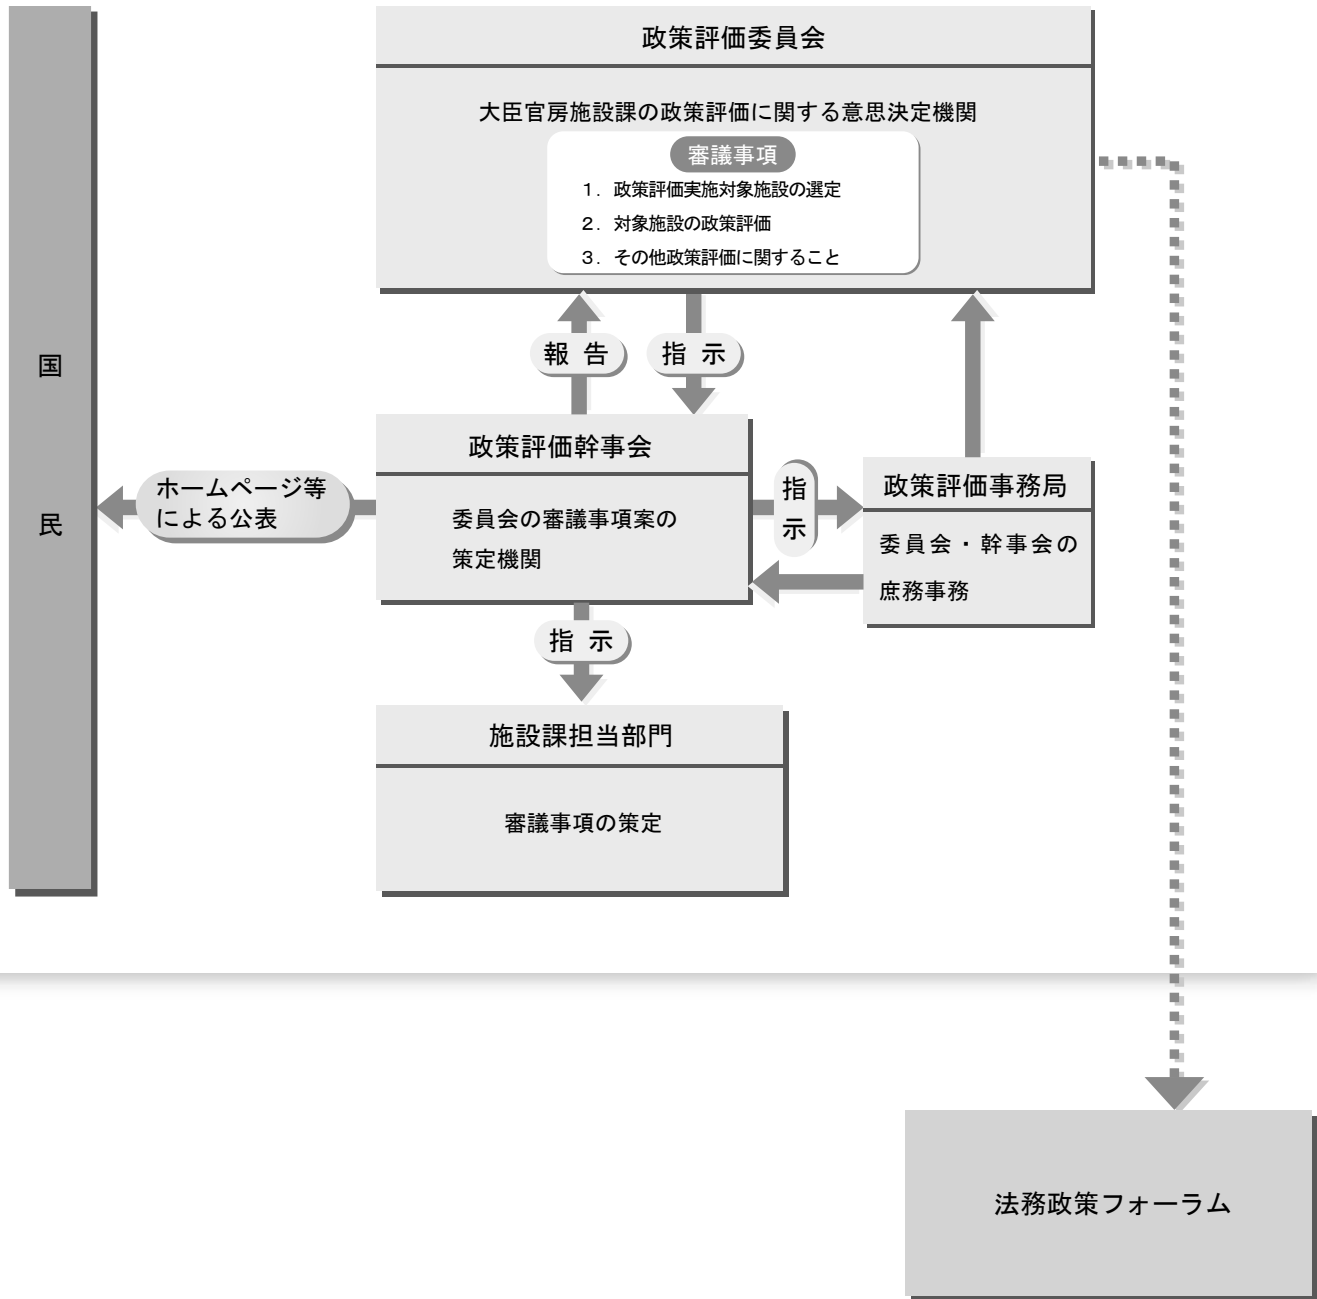 政策評価委員会
大臣官房施設課の政策評価に関する意思決定機関
審議事項
1. 政策評価実施対象施設の選定
2. 対象施設の政策評価
3. その他政策評価に関すること
報告
指示
国民
政策評価幹事会
委員会の審議事項案の
策定機関
ホームページ等
による公表
指示
政策評価事務局
委員会・幹事会の
庶務事務
指示
施設課担当部門
審議事項の策定
法務政策フォーラム